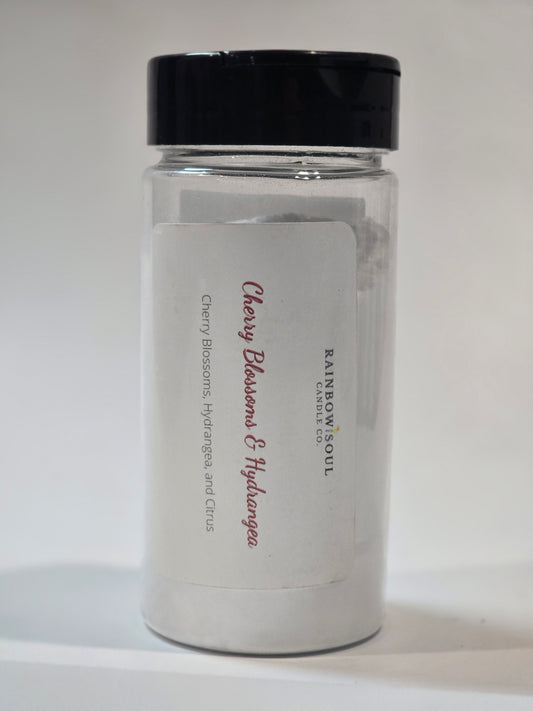 RAINBOW SOUL
CANDLE CO.
Cherry Blossoms & Hydrangea
Cherry Blossoms, Hydrangea, and Citrus